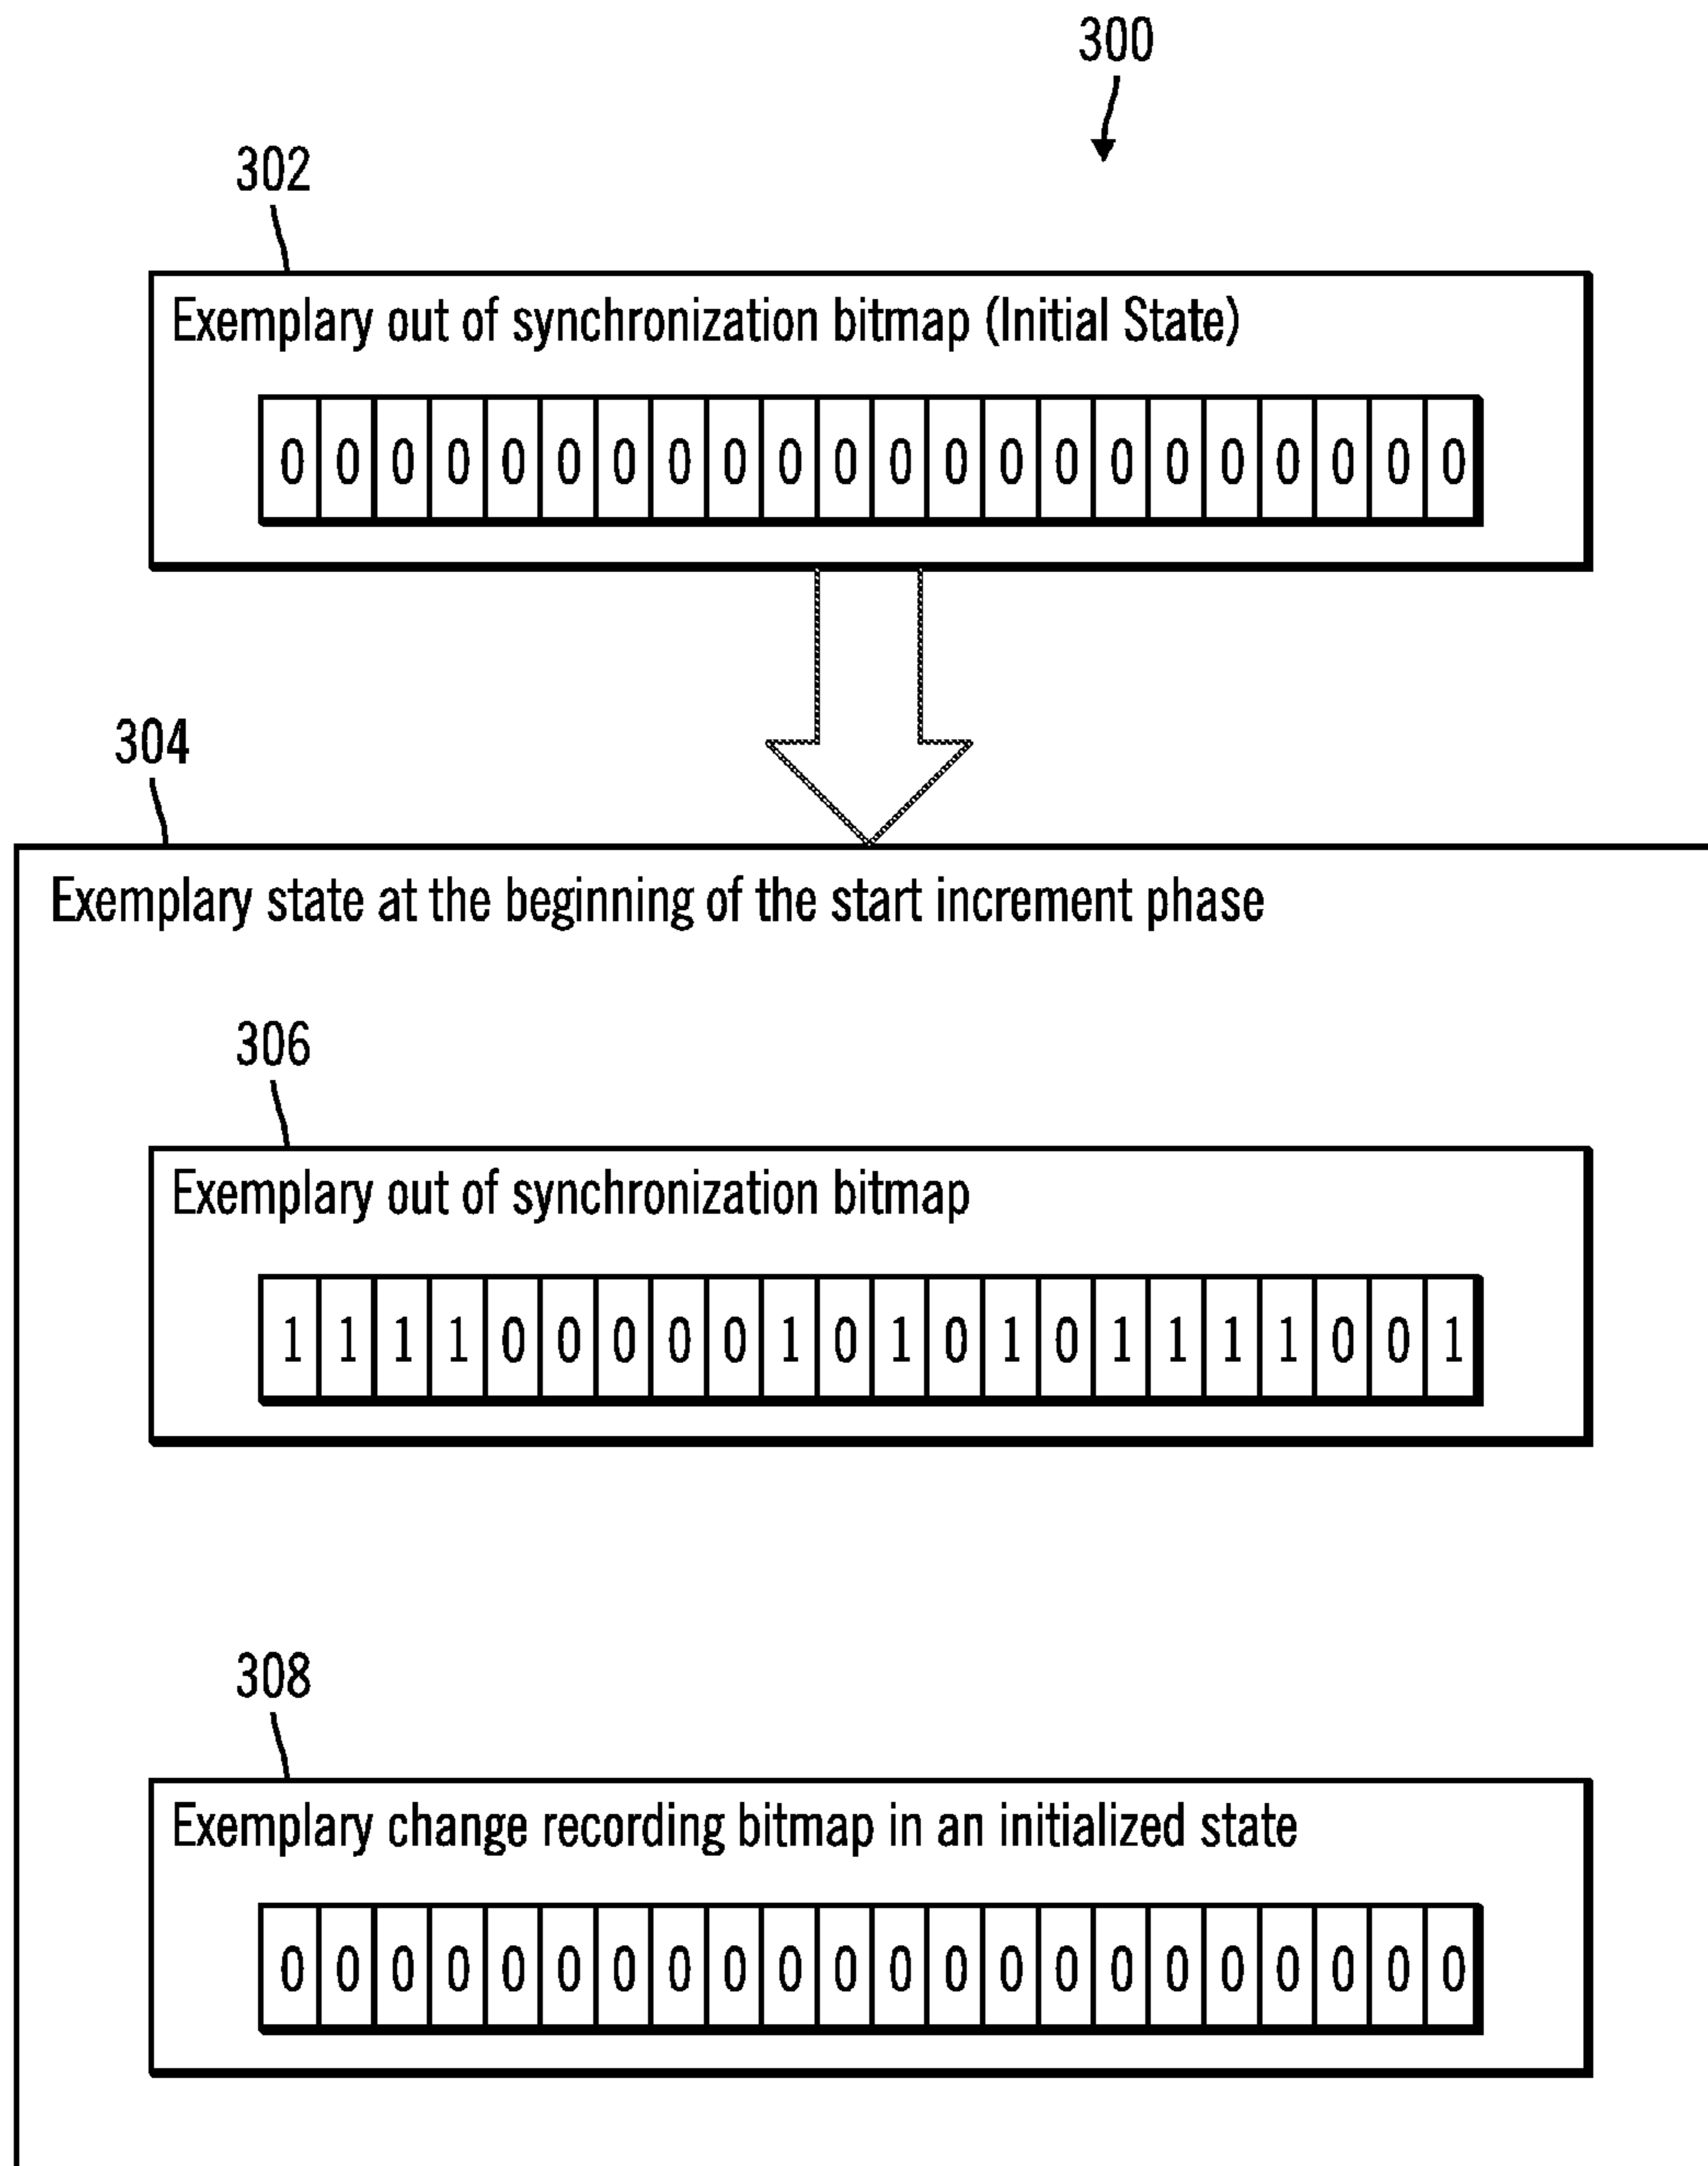 300
302
Exemplary out of synchronization bitmap (Initial State)
0 0 0 0 0 0 0 0 0 0 0 0 0 0 0 0 0 0 0 0 0 0
304
Exemplary state at the beginning of the start increment phase
306
Exemplary out of synchronization bitmap
1 1 1 1 0 0 0 0 0 1 0 1 0 1 0 1 1 1 1 0 0 1
308
Exemplary change recording bitmap in an initialized state
0 0 0 0 0 0 0 0 0 0 0 0 0 0 0 0 0 0 0 0 0 0